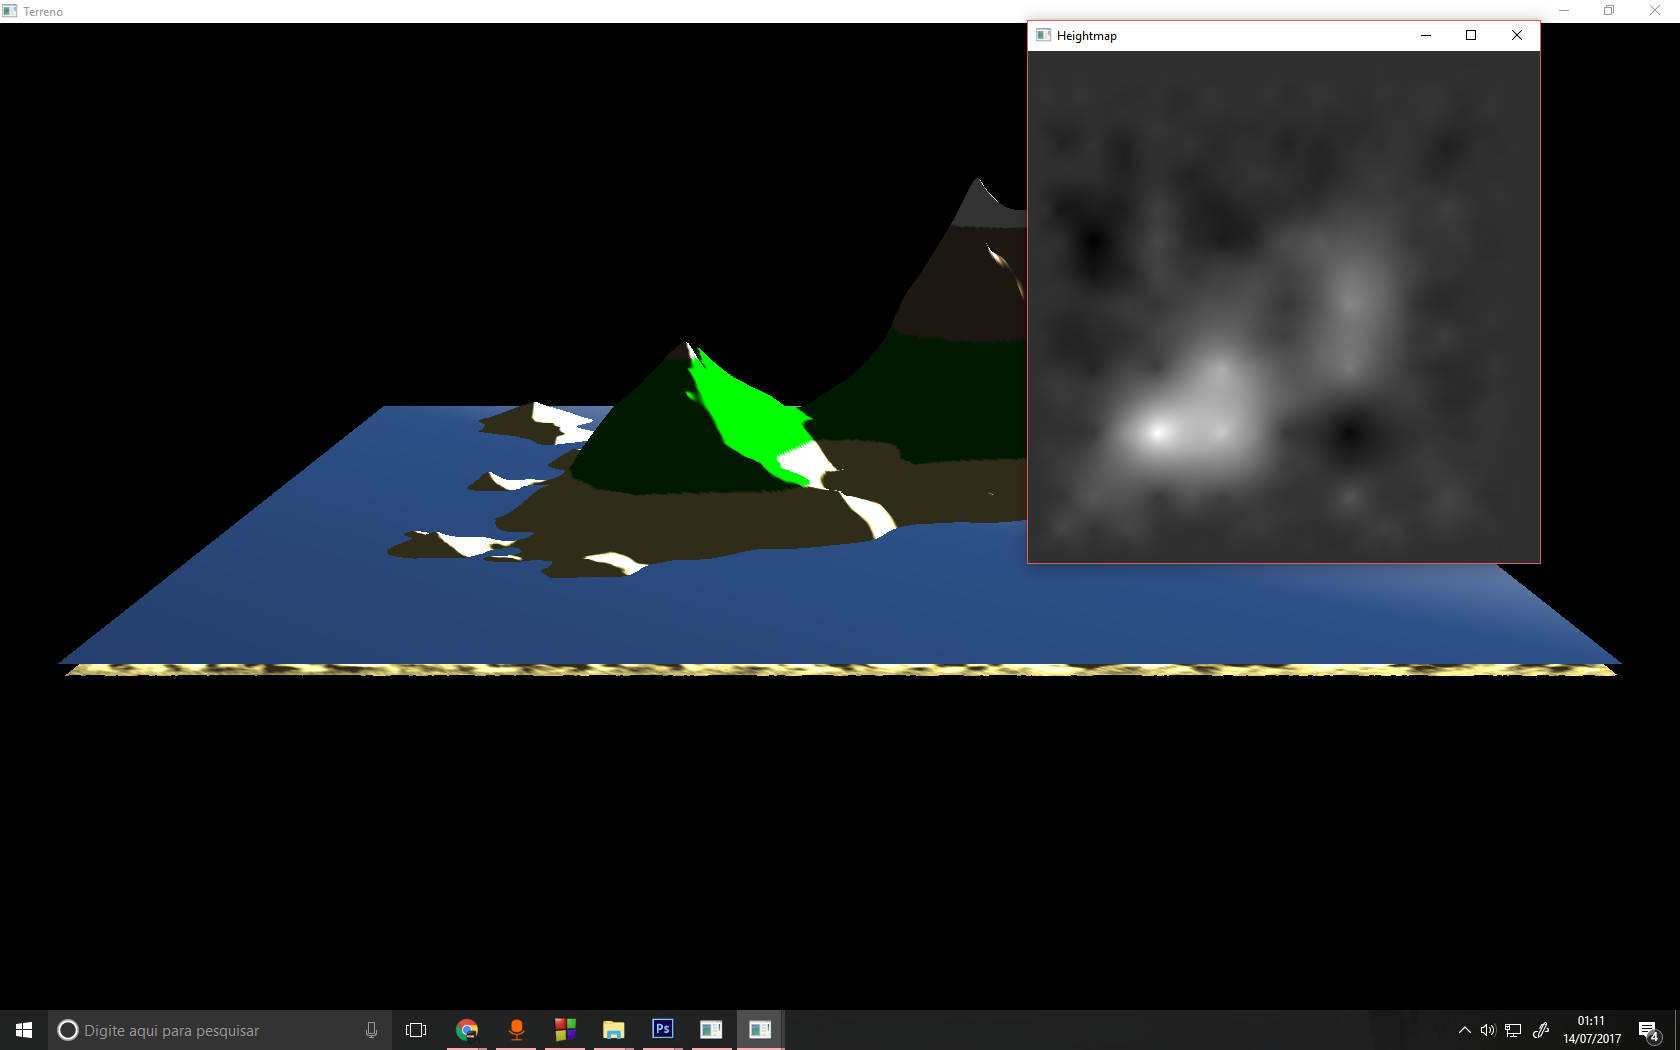 Terreno
Heightmap
Digite aqui para pesquisar
Ps
01:11
14/07/2017
4